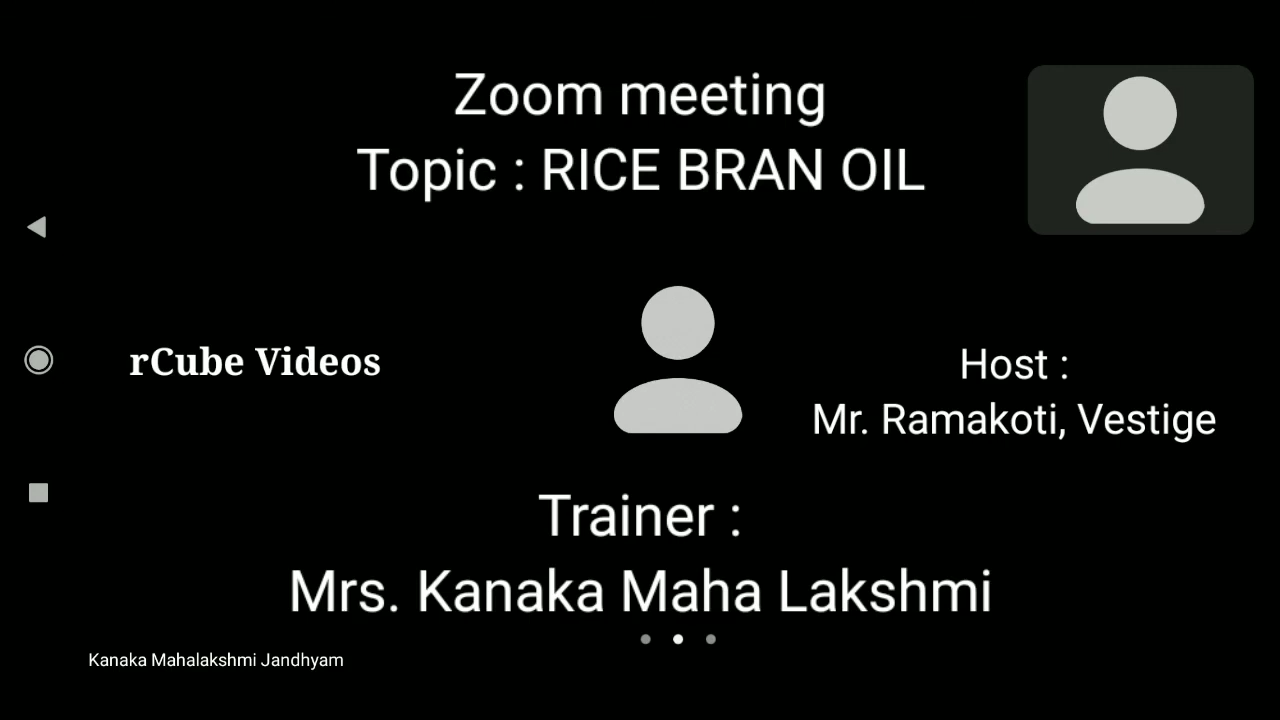 Zoom meeting
Topic : RICE BRAN OIL
rCube Videos
Host :
Mr. Ramakoti, Vestige
Trainer :
Mrs. Kanaka Maha Lakshmi
Kanaka Mahalakshmi Jandhyam